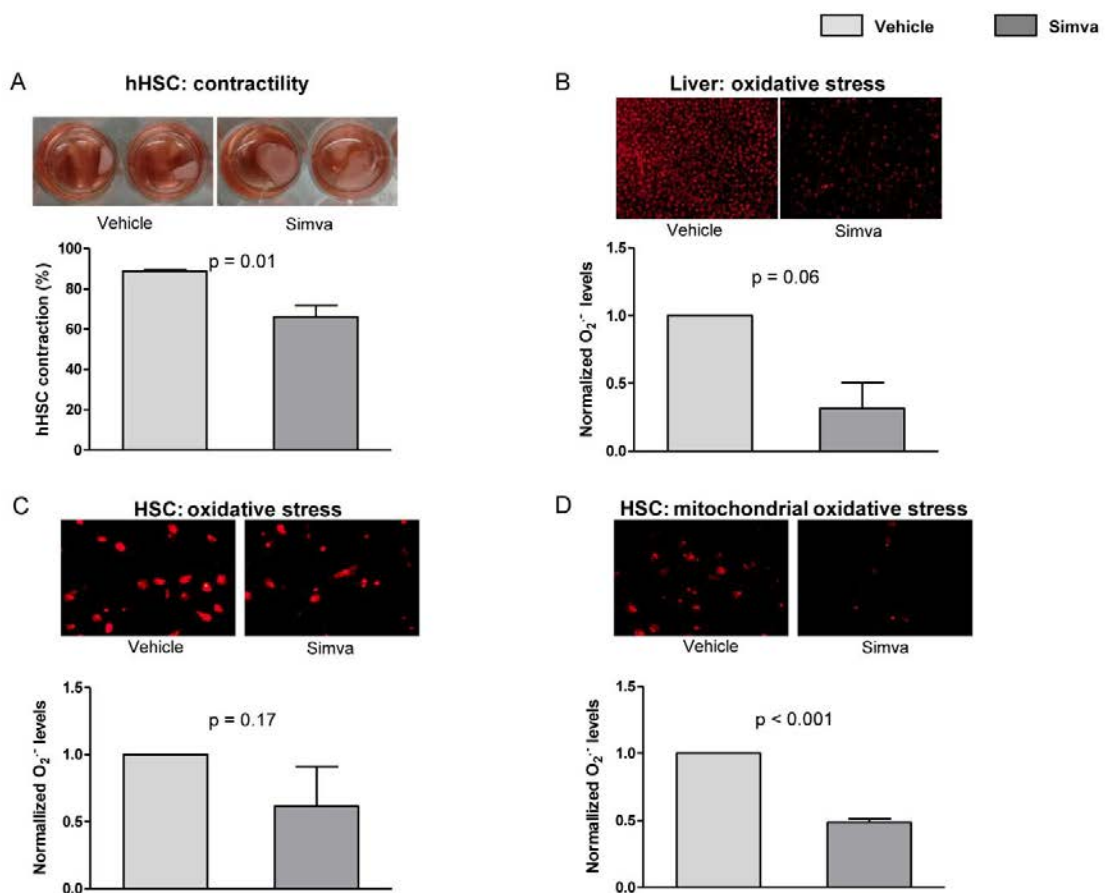 Vehicle Simva
A hHSC: contractility
Vehicle Simva
p = 0.01
hHSC contraction (%)
100
80
60
40
20
0
B Liver: oxidative stress
Vehicle Simva
p = 0.06
Normalized O₂·⁻ levels
1.5
1.0
0.5
0.0
C HSC: oxidative stress
Vehicle Simva
p = 0.17
Normallized O₂·⁻ levels
1.5
1.0
0.5
0.0
D HSC: mitochondrial oxidative stress
Vehicle Simva
p < 0.001
Normalized O₂·⁻ levels
1.5
1.0
0.5
0.0